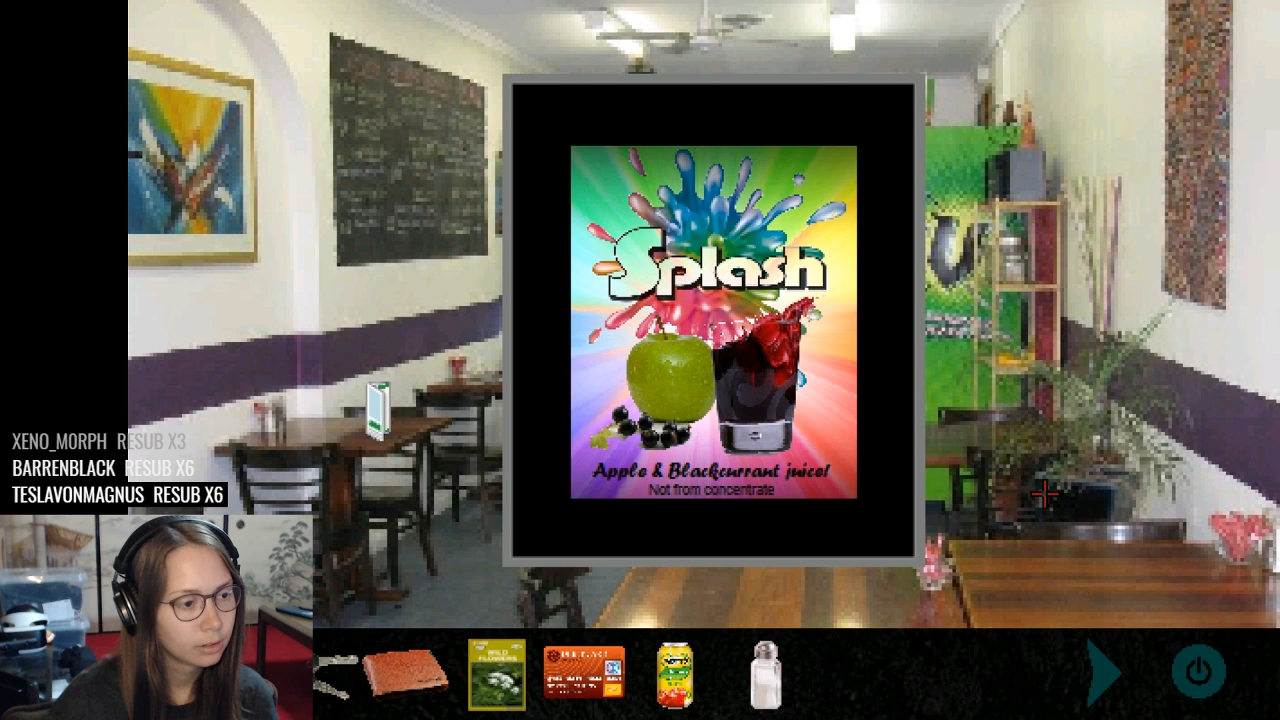 Splash
Apple & Blackcurrant juice!
Not from concentrate
XENO_MORPH RESUB X3
BARRENBLACK RESUB X6
TESLAVONMAGNUS RESUB X6
WILD
FLOWERS